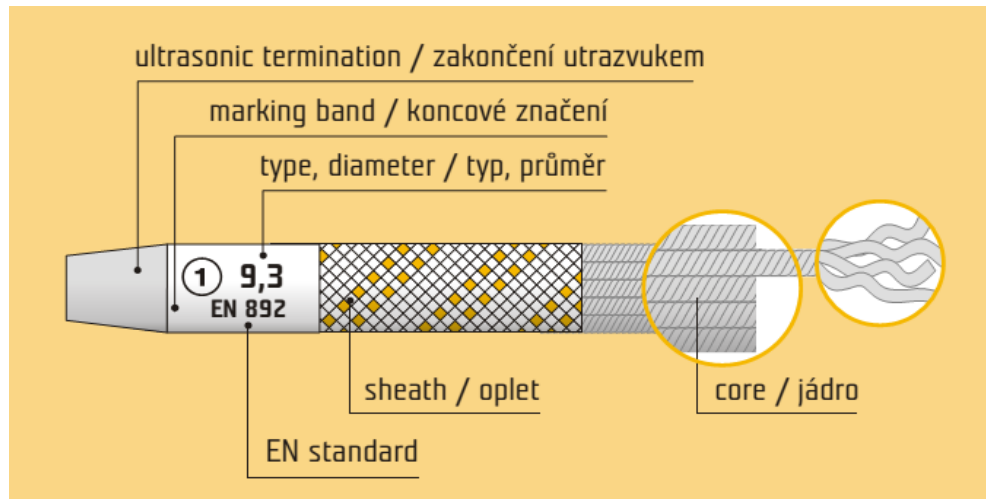 ultrasonic termination / zakončení utrazvukem
marking band / koncové značení
type, diameter / typ, průměr
1 9,3
EN 892
sheath / oplet
core / jádro
EN standard